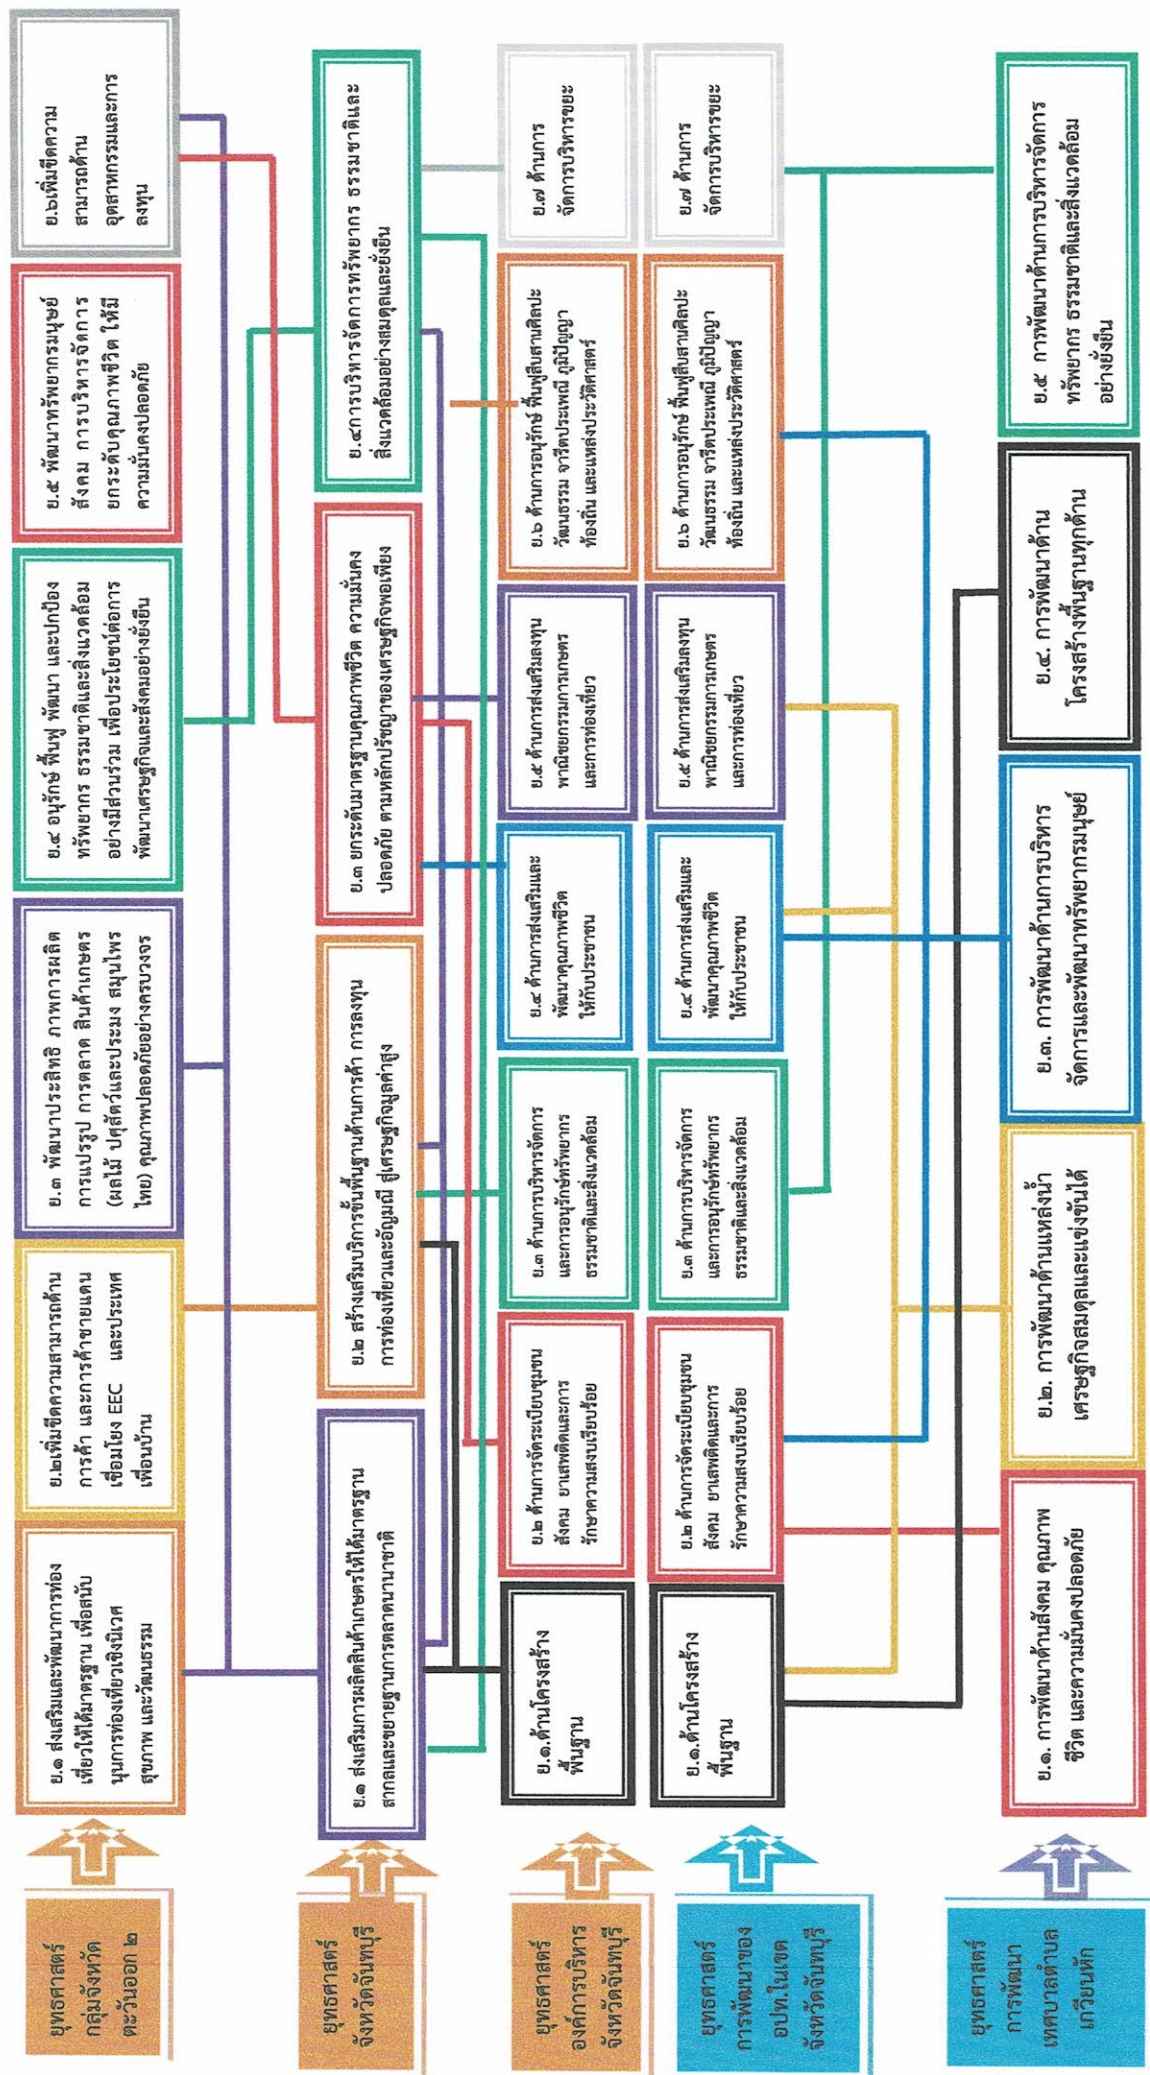 ยุทธศาสตร์
กลุ่มจังหวัด
ตะวันออก ๒
ย.๑ ส่งเสริมและพัฒนาการท่อง
เที่ยวให้ได้มาตรฐาน เพื่อสนับ
นุนการท่องเที่ยวเชิงนิเวศ
สุขภาพ และวัฒนธรรม
ย.๒เพิ่มขีดความสามารถด้าน
การค้า และการค้าชายแดน
เชื่อมโยง EEC และประเทศ
เพื่อนบ้าน
ย.๓ พัฒนาประสิทธิ ภาพการผลิต
การแปรรูป การตลาด สินค้าเกษตร
(ผลไม้ ปศุสัตว์และประมง สมุนไพร
ไทย) คุณภาพปลอดภัยอย่างครบวงจร
ย.๔ อนุรักษ์ ฟื้นฟู พัฒนา และปกป้อง
ทรัพยากร ธรรมชาติและสิ่งแวดล้อม
อย่างมีส่วนร่วม เพื่อประโยชน์ต่อการ
พัฒนาเศรษฐกิจและสังคมอย่างยั่งยืน
ย.๕ พัฒนาทรัพยากรมนุษย์
สังคม การบริหารจัดการ
ยกระดับคุณภาพชีวิต ให้มี
ความมั่นคงปลอดภัย
ย.๖เพิ่มขีดความ
สามารถด้าน
อุตสาหกรรมและการ
ลงทุน
ยุทธศาสตร์
จังหวัดจันทบุรี
ย.๑ ส่งเสริมการผลิตสินค้าเกษตรให้ได้มาตรฐาน
สากลและขยายฐานการตลาดนานาชาติ
ย.๒ สร้างเสริมบริการขั้นพื้นฐานด้านการค้า การลงทุน
การท่องเที่ยวและอัญมณี สู่เศรษฐกิจมูลค่าสูง
ย.๓ ยกระดับมาตรฐานคุณภาพชีวิต ความมั่นคง
ปลอดภัย ตามหลักปรัชญาของเศรษฐกิจพอเพียง
ย.๔การบริหารจัดการทรัพยากร ธรรมชาติและ
สิ่งแวดล้อมอย่างสมดุลและยั่งยืน
ยุทธศาสตร์
องค์การบริหาร
จังหวัดจันทบุรี
ย.๑.ด้านโครงสร้าง
พื้นฐาน
ย.๒ ด้านการจัดระเบียบชุมชน
สังคม ยาเสพติดและการ
รักษาความสงบเรียบร้อย
ย.๓ ด้านการบริหารจัดการ
และการอนุรักษ์ทรัพยากร
ธรรมชาติและสิ่งแวดล้อม
ย.๔ ด้านการส่งเสริมและ
พัฒนาคุณภาพชีวิต
ให้กับประชาชน
ย.๕ ด้านการส่งเสริมลงทุน
พาณิชยกรรมการเกษตร
และการท่องเที่ยว
ย.๖ ด้านการอนุรักษ์ ฟื้นฟูสืบสานศิลปะ
วัฒนธรรม จารีตประเพณี ภูมิปัญญา
ท้องถิ่น และแหล่งประวัติศาสตร์
ย.๗ ด้านการ
จัดการบริหารขยะ
ยุทธศาสตร์
การพัฒนาของ
อปท.ในเขต
จังหวัดจันทบุรี
ย.๑.ด้านโครงสร้าง
พื้นฐาน
ย.๒ ด้านการจัดระเบียบชุมชน
สังคม ยาเสพติดและการ
รักษาความสงบเรียบร้อย
ย.๓ ด้านการบริหารจัดการ
และการอนุรักษ์ทรัพยากร
ธรรมชาติและสิ่งแวดล้อม
ย.๔ ด้านการส่งเสริมและ
พัฒนาคุณภาพชีวิต
ให้กับประชาชน
ย.๕ ด้านการส่งเสริมลงทุน
พาณิชยกรรมการเกษตร
และการท่องเที่ยว
ย.๖ ด้านการอนุรักษ์ ฟื้นฟูสืบสานศิลปะ
วัฒนธรรม จารีตประเพณี ภูมิปัญญา
ท้องถิ่น และแหล่งประวัติศาสตร์
ย.๗ ด้านการ
จัดการบริหารขยะ
ยุทธศาสตร์
การพัฒนา
เทศบาลตำบล
เกวียนหัก
ย.๑. การพัฒนาด้านสังคม คุณภาพ
ชีวิต และความมั่นคงปลอดภัย
ย.๒. การพัฒนาด้านแหล่งน้ำ
เศรษฐกิจสมดุลและแข่งขันได้
ย.๓. การพัฒนาด้านการบริหาร
จัดการและพัฒนาทรัพยากรมนุษย์
ย.๔. การพัฒนาด้าน
โครงสร้างพื้นฐานทุกด้าน
ย.๕ การพัฒนาด้านการบริหารจัดการ
ทรัพยากร ธรรมชาติและสิ่งแวดล้อม
อย่างยั่งยืน